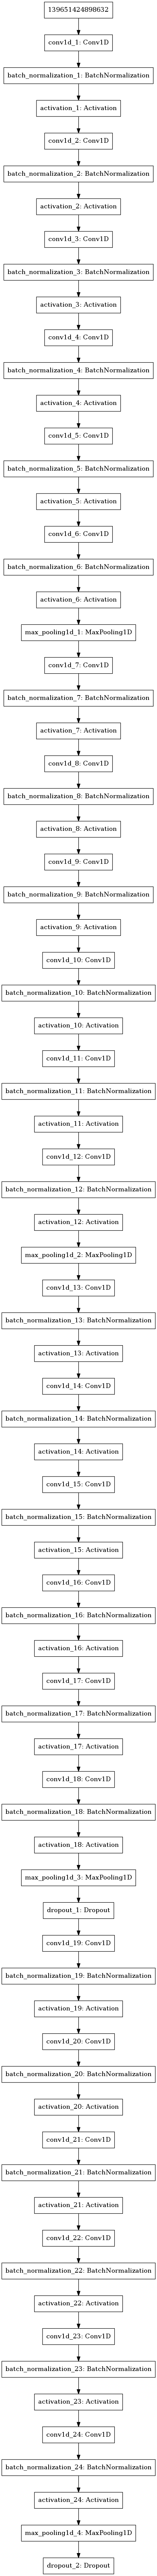 139651424898632
conv1d_1: Conv1D
batch_normalization_1: BatchNormalization
activation_1: Activation
conv1d_2: Conv1D
batch_normalization_2: BatchNormalization
activation_2: Activation
conv1d_3: Conv1D
batch_normalization_3: BatchNormalization
activation_3: Activation
conv1d_4: Conv1D
batch_normalization_4: BatchNormalization
activation_4: Activation
conv1d_5: Conv1D
batch_normalization_5: BatchNormalization
activation_5: Activation
conv1d_6: Conv1D
batch_normalization_6: BatchNormalization
activation_6: Activation
max_pooling1d_1: MaxPooling1D
conv1d_7: Conv1D
batch_normalization_7: BatchNormalization
activation_7: Activation
conv1d_8: Conv1D
batch_normalization_8: BatchNormalization
activation_8: Activation
conv1d_9: Conv1D
batch_normalization_9: BatchNormalization
activation_9: Activation
conv1d_10: Conv1D
batch_normalization_10: BatchNormalization
activation_10: Activation
conv1d_11: Conv1D
batch_normalization_11: BatchNormalization
activation_11: Activation
conv1d_12: Conv1D
batch_normalization_12: BatchNormalization
activation_12: Activation
max_pooling1d_2: MaxPooling1D
conv1d_13: Conv1D
batch_normalization_13: BatchNormalization
activation_13: Activation
conv1d_14: Conv1D
batch_normalization_14: BatchNormalization
activation_14: Activation
conv1d_15: Conv1D
batch_normalization_15: BatchNormalization
activation_15: Activation
conv1d_16: Conv1D
batch_normalization_16: BatchNormalization
activation_16: Activation
conv1d_17: Conv1D
batch_normalization_17: BatchNormalization
activation_17: Activation
conv1d_18: Conv1D
batch_normalization_18: BatchNormalization
activation_18: Activation
max_pooling1d_3: MaxPooling1D
dropout_1: Dropout
conv1d_19: Conv1D
batch_normalization_19: BatchNormalization
activation_19: Activation
conv1d_20: Conv1D
batch_normalization_20: BatchNormalization
activation_20: Activation
conv1d_21: Conv1D
batch_normalization_21: BatchNormalization
activation_21: Activation
conv1d_22: Conv1D
batch_normalization_22: BatchNormalization
activation_22: Activation
conv1d_23: Conv1D
batch_normalization_23: BatchNormalization
activation_23: Activation
conv1d_24: Conv1D
batch_normalization_24: BatchNormalization
activation_24: Activation
max_pooling1d_4: MaxPooling1D
dropout_2: Dropout